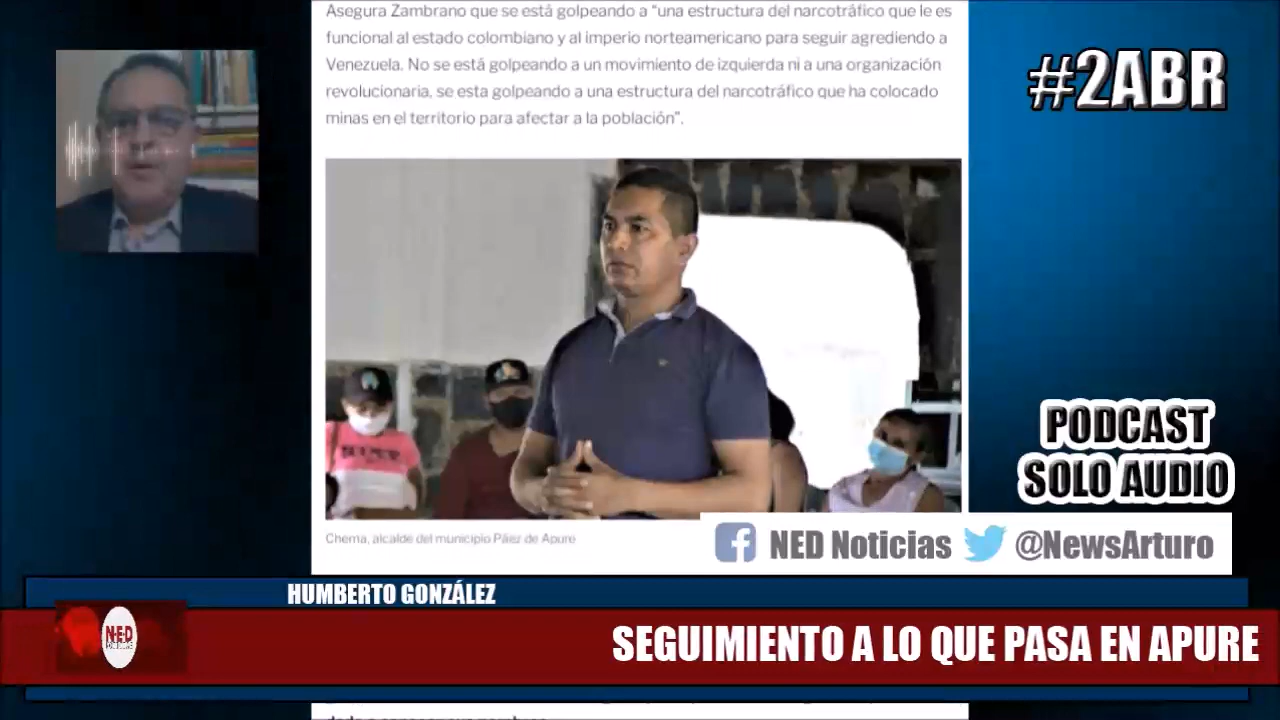 Asegura Zambrano que se está golpeando a “una estructura del narcotráfico que le es
funcional al estado colombiano y al imperio norteamericano para seguir agrediendo a
Venezuela. No se está golpeando a un movimiento de izquierda ni a una organización
revolucionaria, se esta golpeando a una estructura del narcotráfico que ha colocado
minas en el territorio para afectar a la población”.
#2ABR
PODCAST
SOLO AUDIO
Chema, alcalde del municipio Páez de Apure
NED Noticias @NewsArturo
HUMBERTO GONZÁLEZ
N·E·D
NOTICIAS
SEGUIMIENTO A LO QUE PASA EN APURE